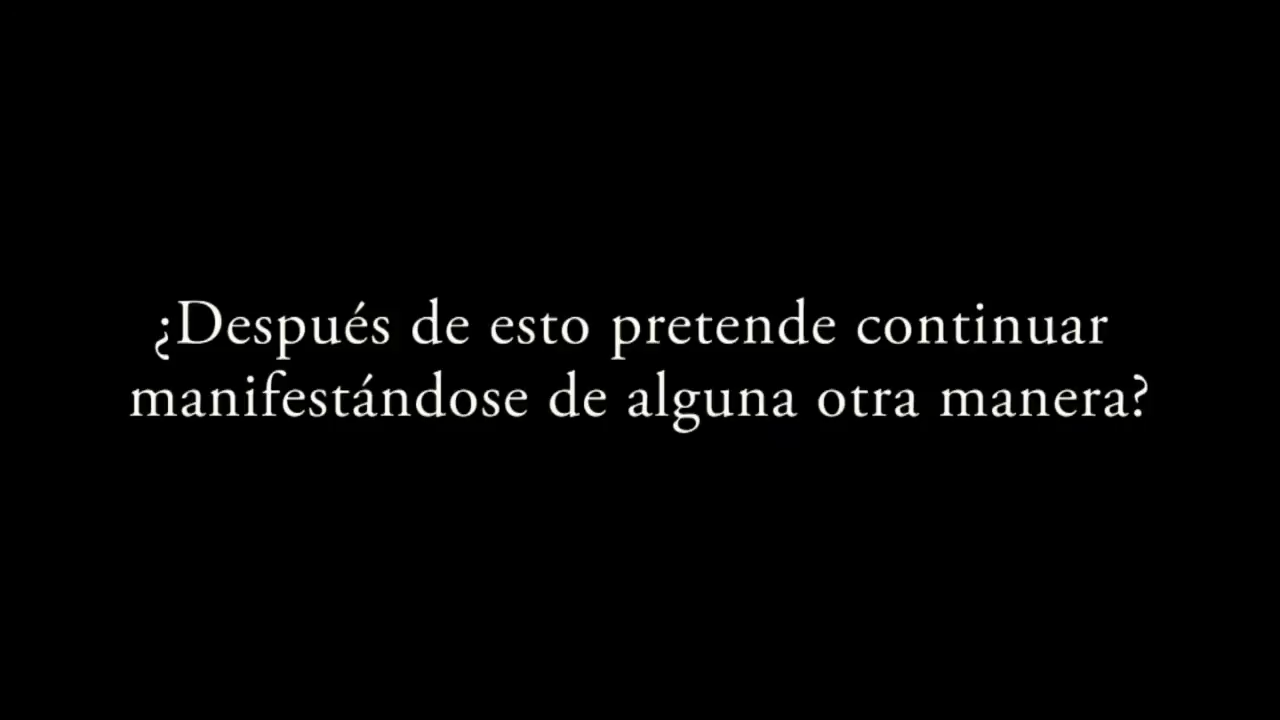 ¿Después de esto pretende continuar
manifestándose de alguna otra manera?